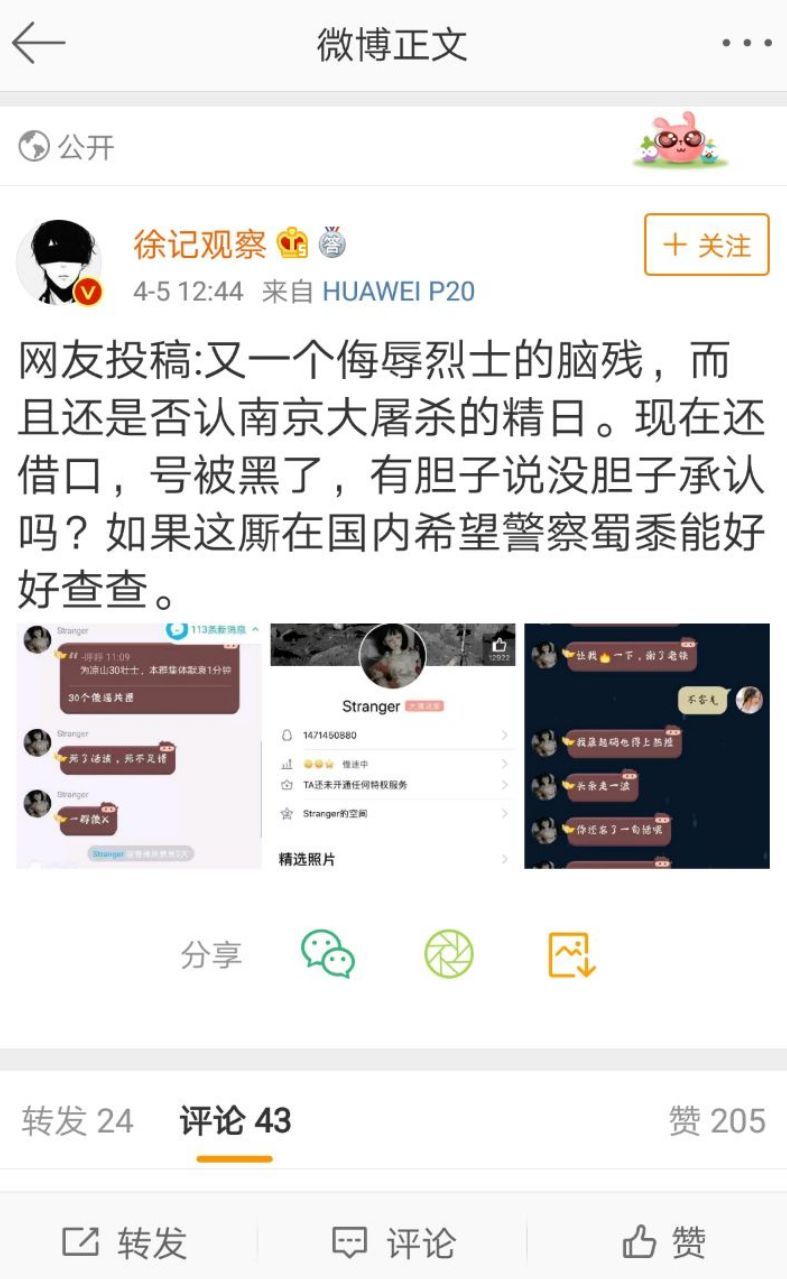 微博正文
公开
徐记观察
+ 关注
4-5 12:44 来自 HUAWEI P20
网友投稿:又一个侮辱烈士的脑残，而
且还是否认南京大屠杀的精日。现在还
借口，号被黑了，有胆子说没胆子承认
吗？如果这厮在国内希望警察蜀黍能好
好查查。
Stranger
113条新消息
11:09
为凉山30壮士，本群集体默哀1分钟
30个傻逼
Stranger
死了活该，死不足惜
Stranger
一群傻X
Stranger
12922
Stranger
1471450880
慢速中
TA还未开通任何特权服务
Stranger的空间
精选照片
让我🔥一下，谢了老铁
不客气
我最起码也得上热搜
长条走一波
你还忘了一句话呢
分享
转发 24 评论 43 赞 205
转发 评论 赞